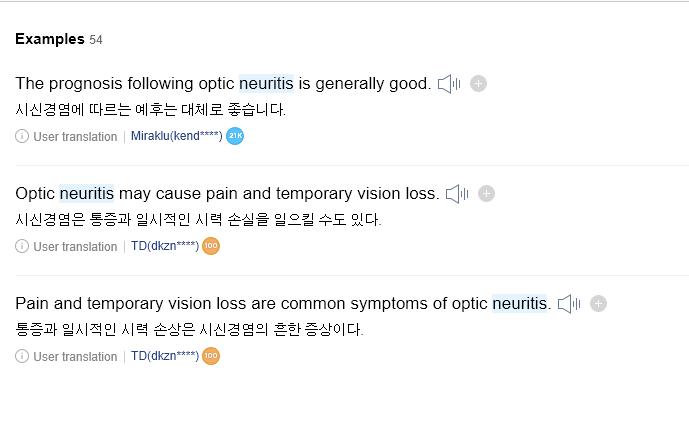 Examples 54
The prognosis following optic neuritis is generally good.
시신경염에 따르는 예후는 대체로 좋습니다.
User translation | Miraklu(kend****) 21K
Optic neuritis may cause pain and temporary vision loss.
시신경염은 통증과 일시적인 시력 손실을 일으킬 수도 있다.
User translation | TD(dkzn****) 100
Pain and temporary vision loss are common symptoms of optic neuritis.
통증과 일시적인 시력 손상은 시신경염의 흔한 증상이다.
User translation | TD(dkzn****) 100